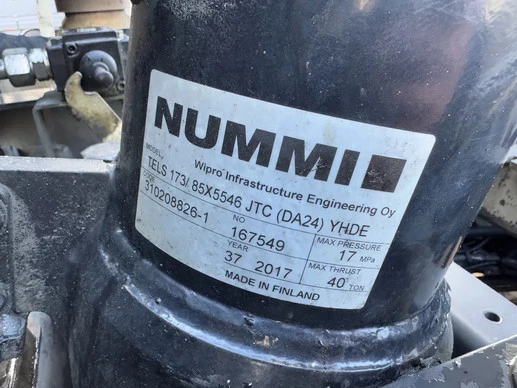 NUMMI
Wipro Infrastructure Engineering Oy
MODEL
TELS 173/.85X5546 JTC (DA24) YHDE
CODE
310208826-1
NO
167549
MAX PRESSURE
17 MPa
YEAR
37 2017
MAX THRUST
40 TON
MADE IN FINLAND